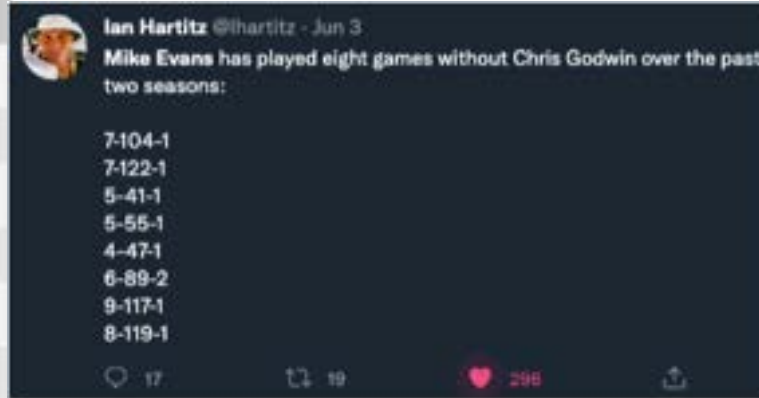 Ian Hartitz @Ihartitz · Jun 3
Mike Evans has played eight games without Chris Godwin over the past
two seasons:
7-104-1
7-122-1
5-41-1
5-55-1
4-47-1
6-89-2
9-117-1
8-119-1
17 19 296